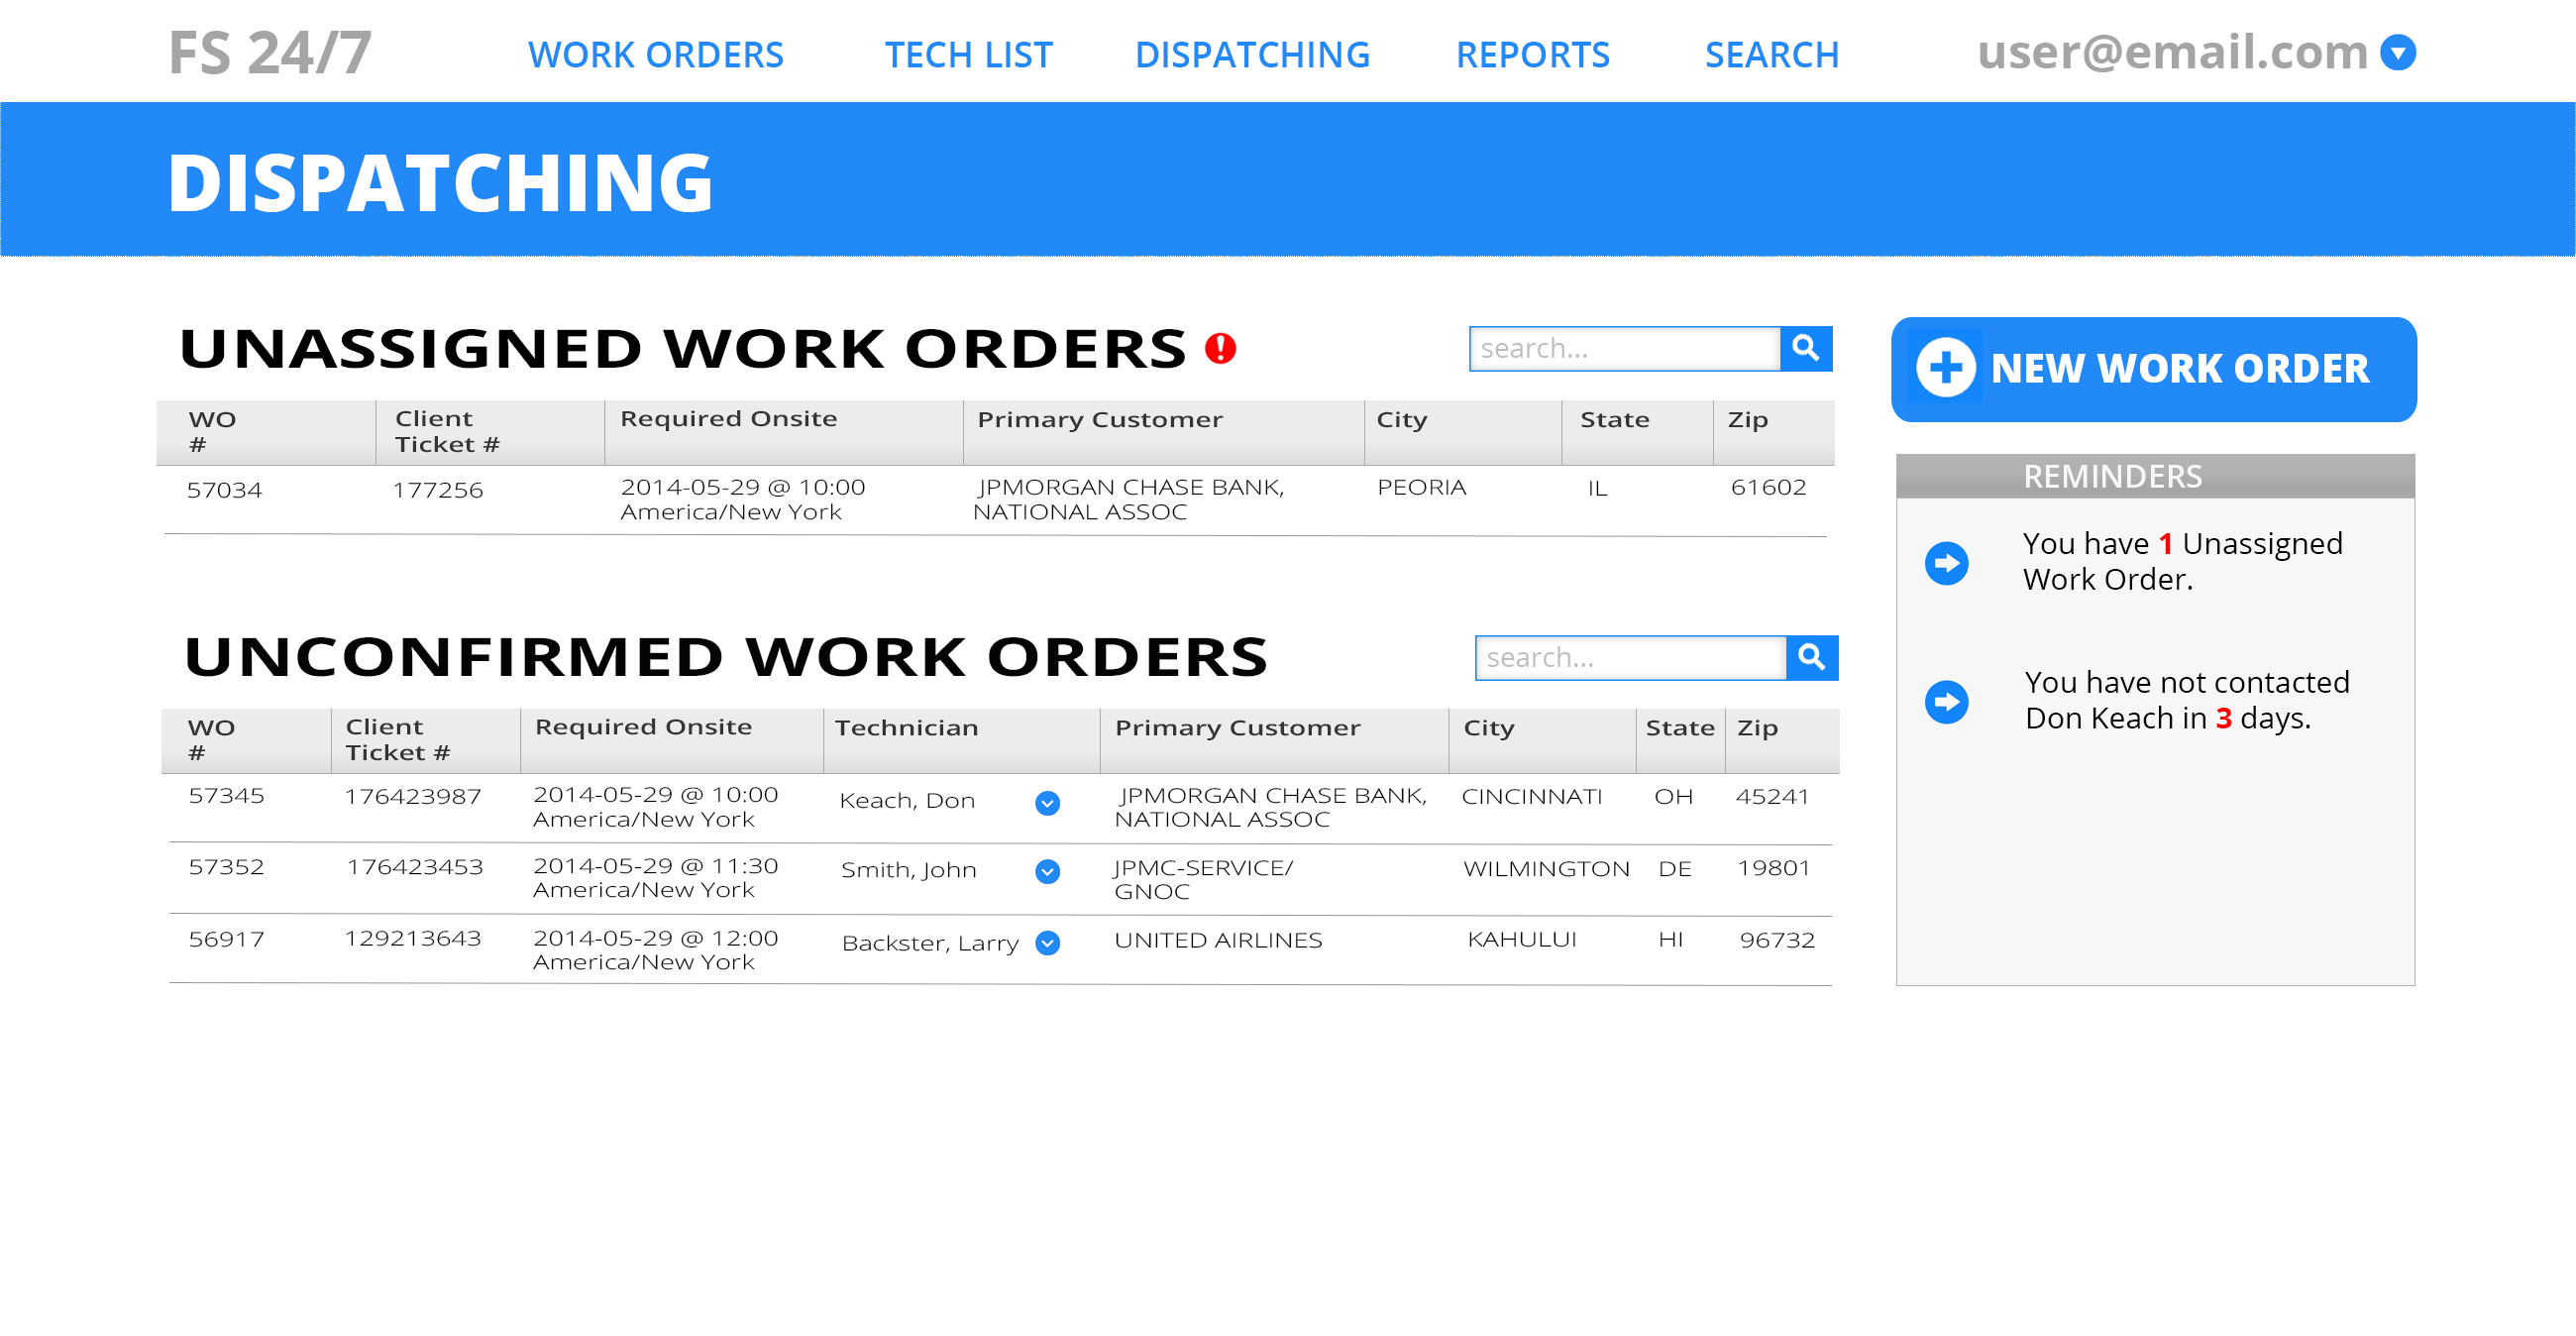 FS 24/7 WORK ORDERS TECH LIST DISPATCHING REPORTS SEARCH user@email.com
DISPATCHING
UNASSIGNED WORK ORDERS
search...
WO # Client Ticket # Required Onsite Primary Customer City State Zip
57034 177256 2014-05-29 @ 10:00 JPMORGAN CHASE BANK, PEORIA IL 61602
America/New York NATIONAL ASSOC
UNCONFIRMED WORK ORDERS
search...
WO # Client Ticket # Required Onsite Technician Primary Customer City State Zip
57345 176423987 2014-05-29 @ 10:00 Keach, Don JPMORGAN CHASE BANK, CINCINNATI OH 45241
America/New York NATIONAL ASSOC
57352 176423453 2014-05-29 @ 11:30 Smith, John JPMC-SERVICE/ WILMINGTON DE 19801
America/New York GNOC
56917 129213643 2014-05-29 @ 12:00 Backster, Larry UNITED AIRLINES KAHULUI HI 96732
America/New York
NEW WORK ORDER
REMINDERS
You have 1 Unassigned
Work Order.
You have not contacted
Don Keach in 3 days.